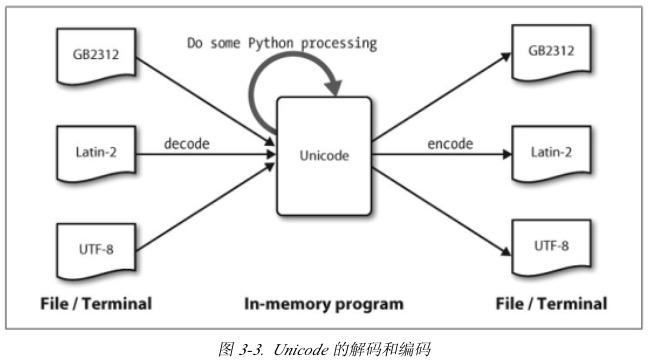 Do some Python processing
GB2312
GB2312
Latin-2
decode
Unicode
encode
Latin-2
UTF-8
UTF-8
File / Terminal
In-memory program
File / Terminal
图 3-3. Unicode 的解码和编码